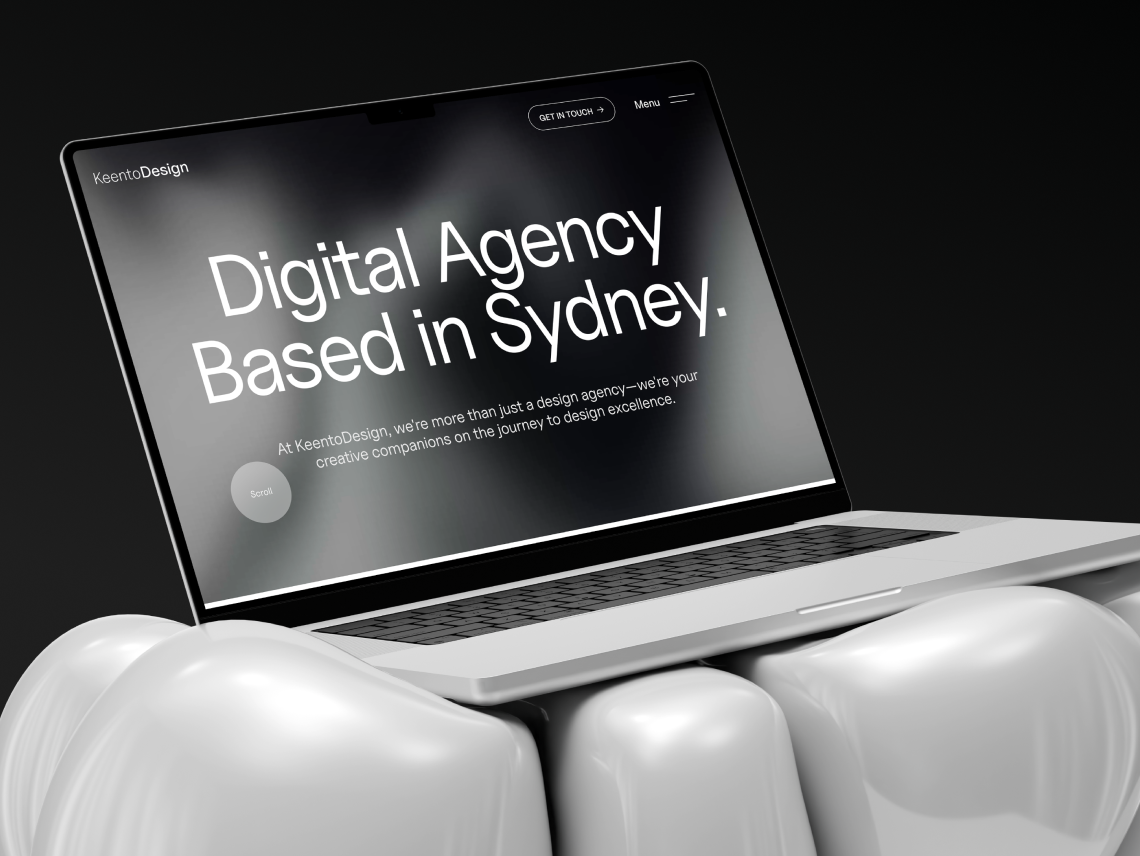 GET IN TOUCH →
Menu
KeentoDesign
Digital Agency
Based in Sydney.
At KeentoDesign, we're more than just a design agency—we're your
creative companions on the journey to design excellence.
Scroll